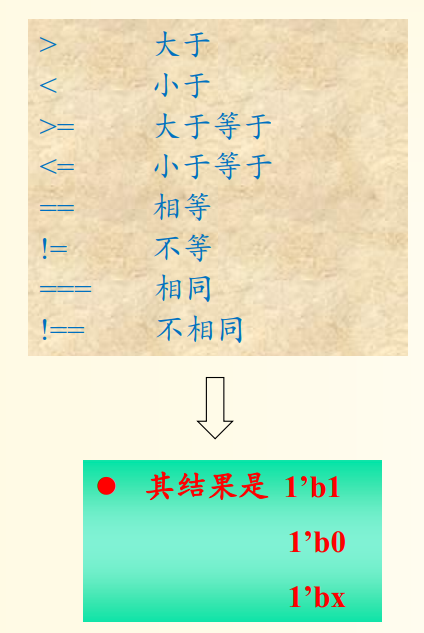 > 大于
< 小于
>= 大于等于
<= 小于等于
== 相等
!= 不等
=== 相同
!== 不相同
● 其结果是 1’b1
1’b0
1’bx